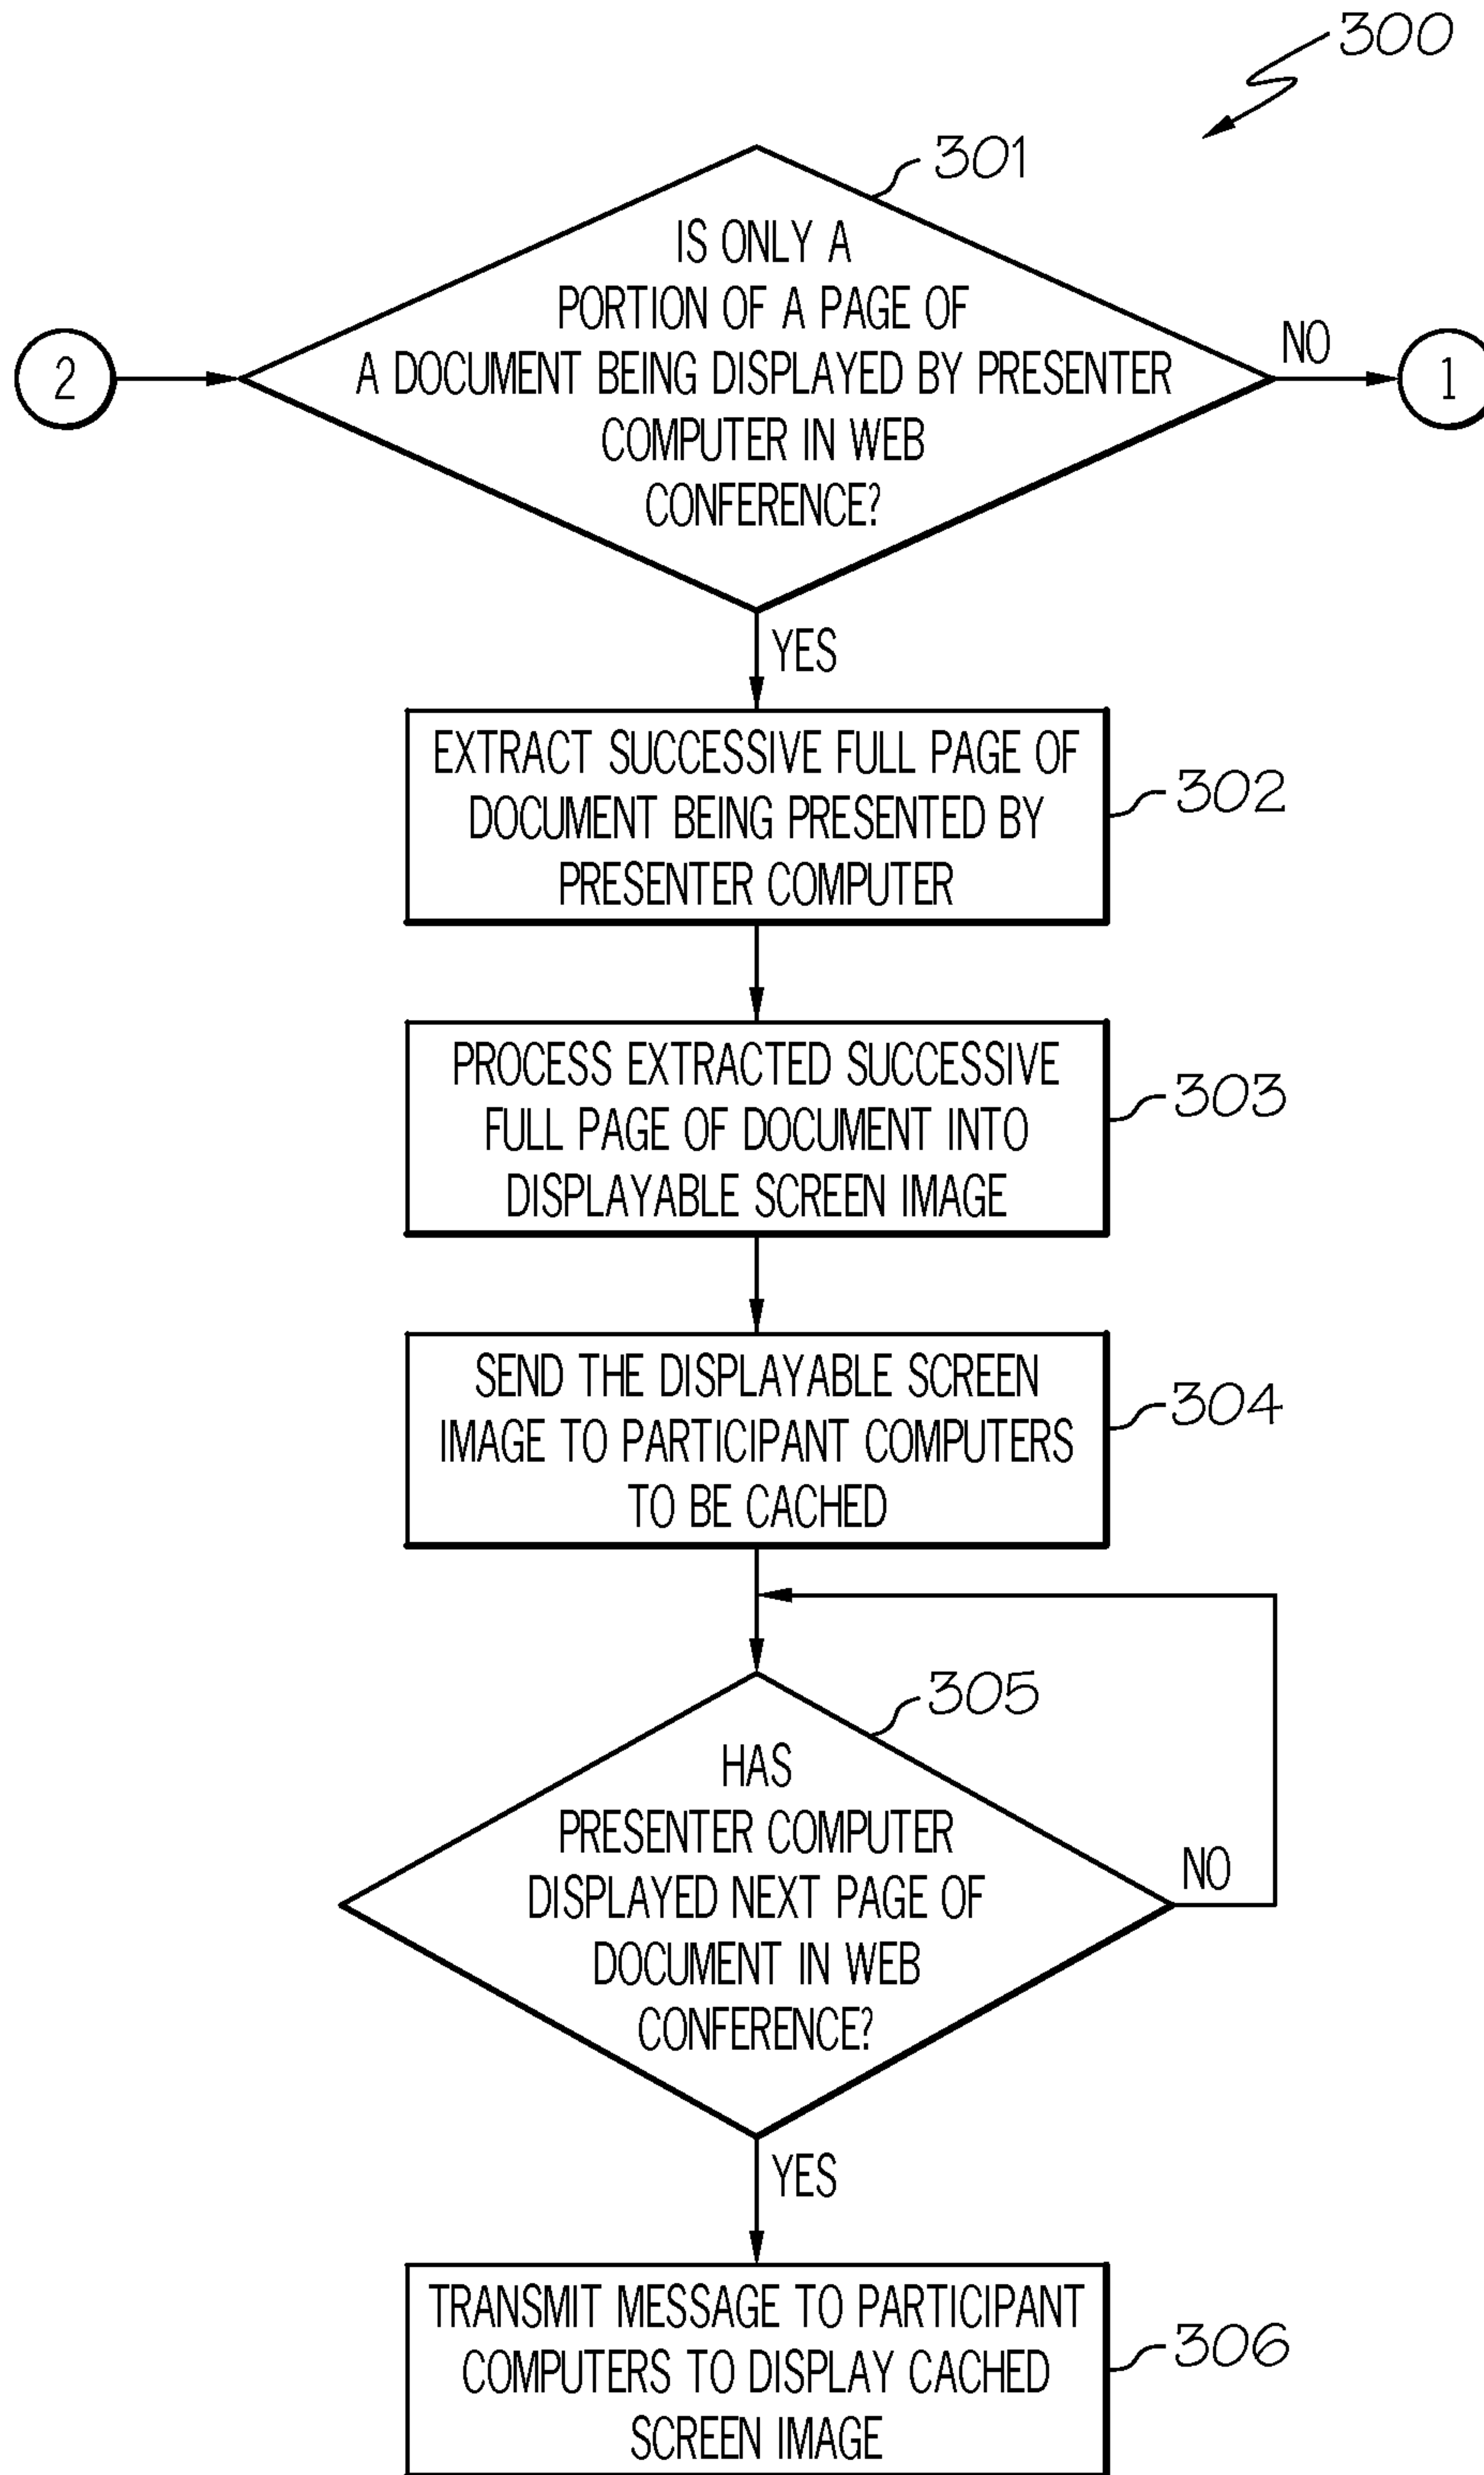 300
301
IS ONLY A
PORTION OF A PAGE OF
A DOCUMENT BEING DISPLAYED BY PRESENTER
COMPUTER IN WEB
CONFERENCE?
2
NO
1
YES
EXTRACT SUCCESSIVE FULL PAGE OF
DOCUMENT BEING PRESENTED BY
PRESENTER COMPUTER
302
PROCESS EXTRACTED SUCCESSIVE
FULL PAGE OF DOCUMENT INTO
DISPLAYABLE SCREEN IMAGE
303
SEND THE DISPLAYABLE SCREEN
IMAGE TO PARTICIPANT COMPUTERS
TO BE CACHED
304
305
HAS
PRESENTER COMPUTER
DISPLAYED NEXT PAGE OF
DOCUMENT IN WEB
CONFERENCE?
NO
YES
TRANSMIT MESSAGE TO PARTICIPANT
COMPUTERS TO DISPLAY CACHED
SCREEN IMAGE
306